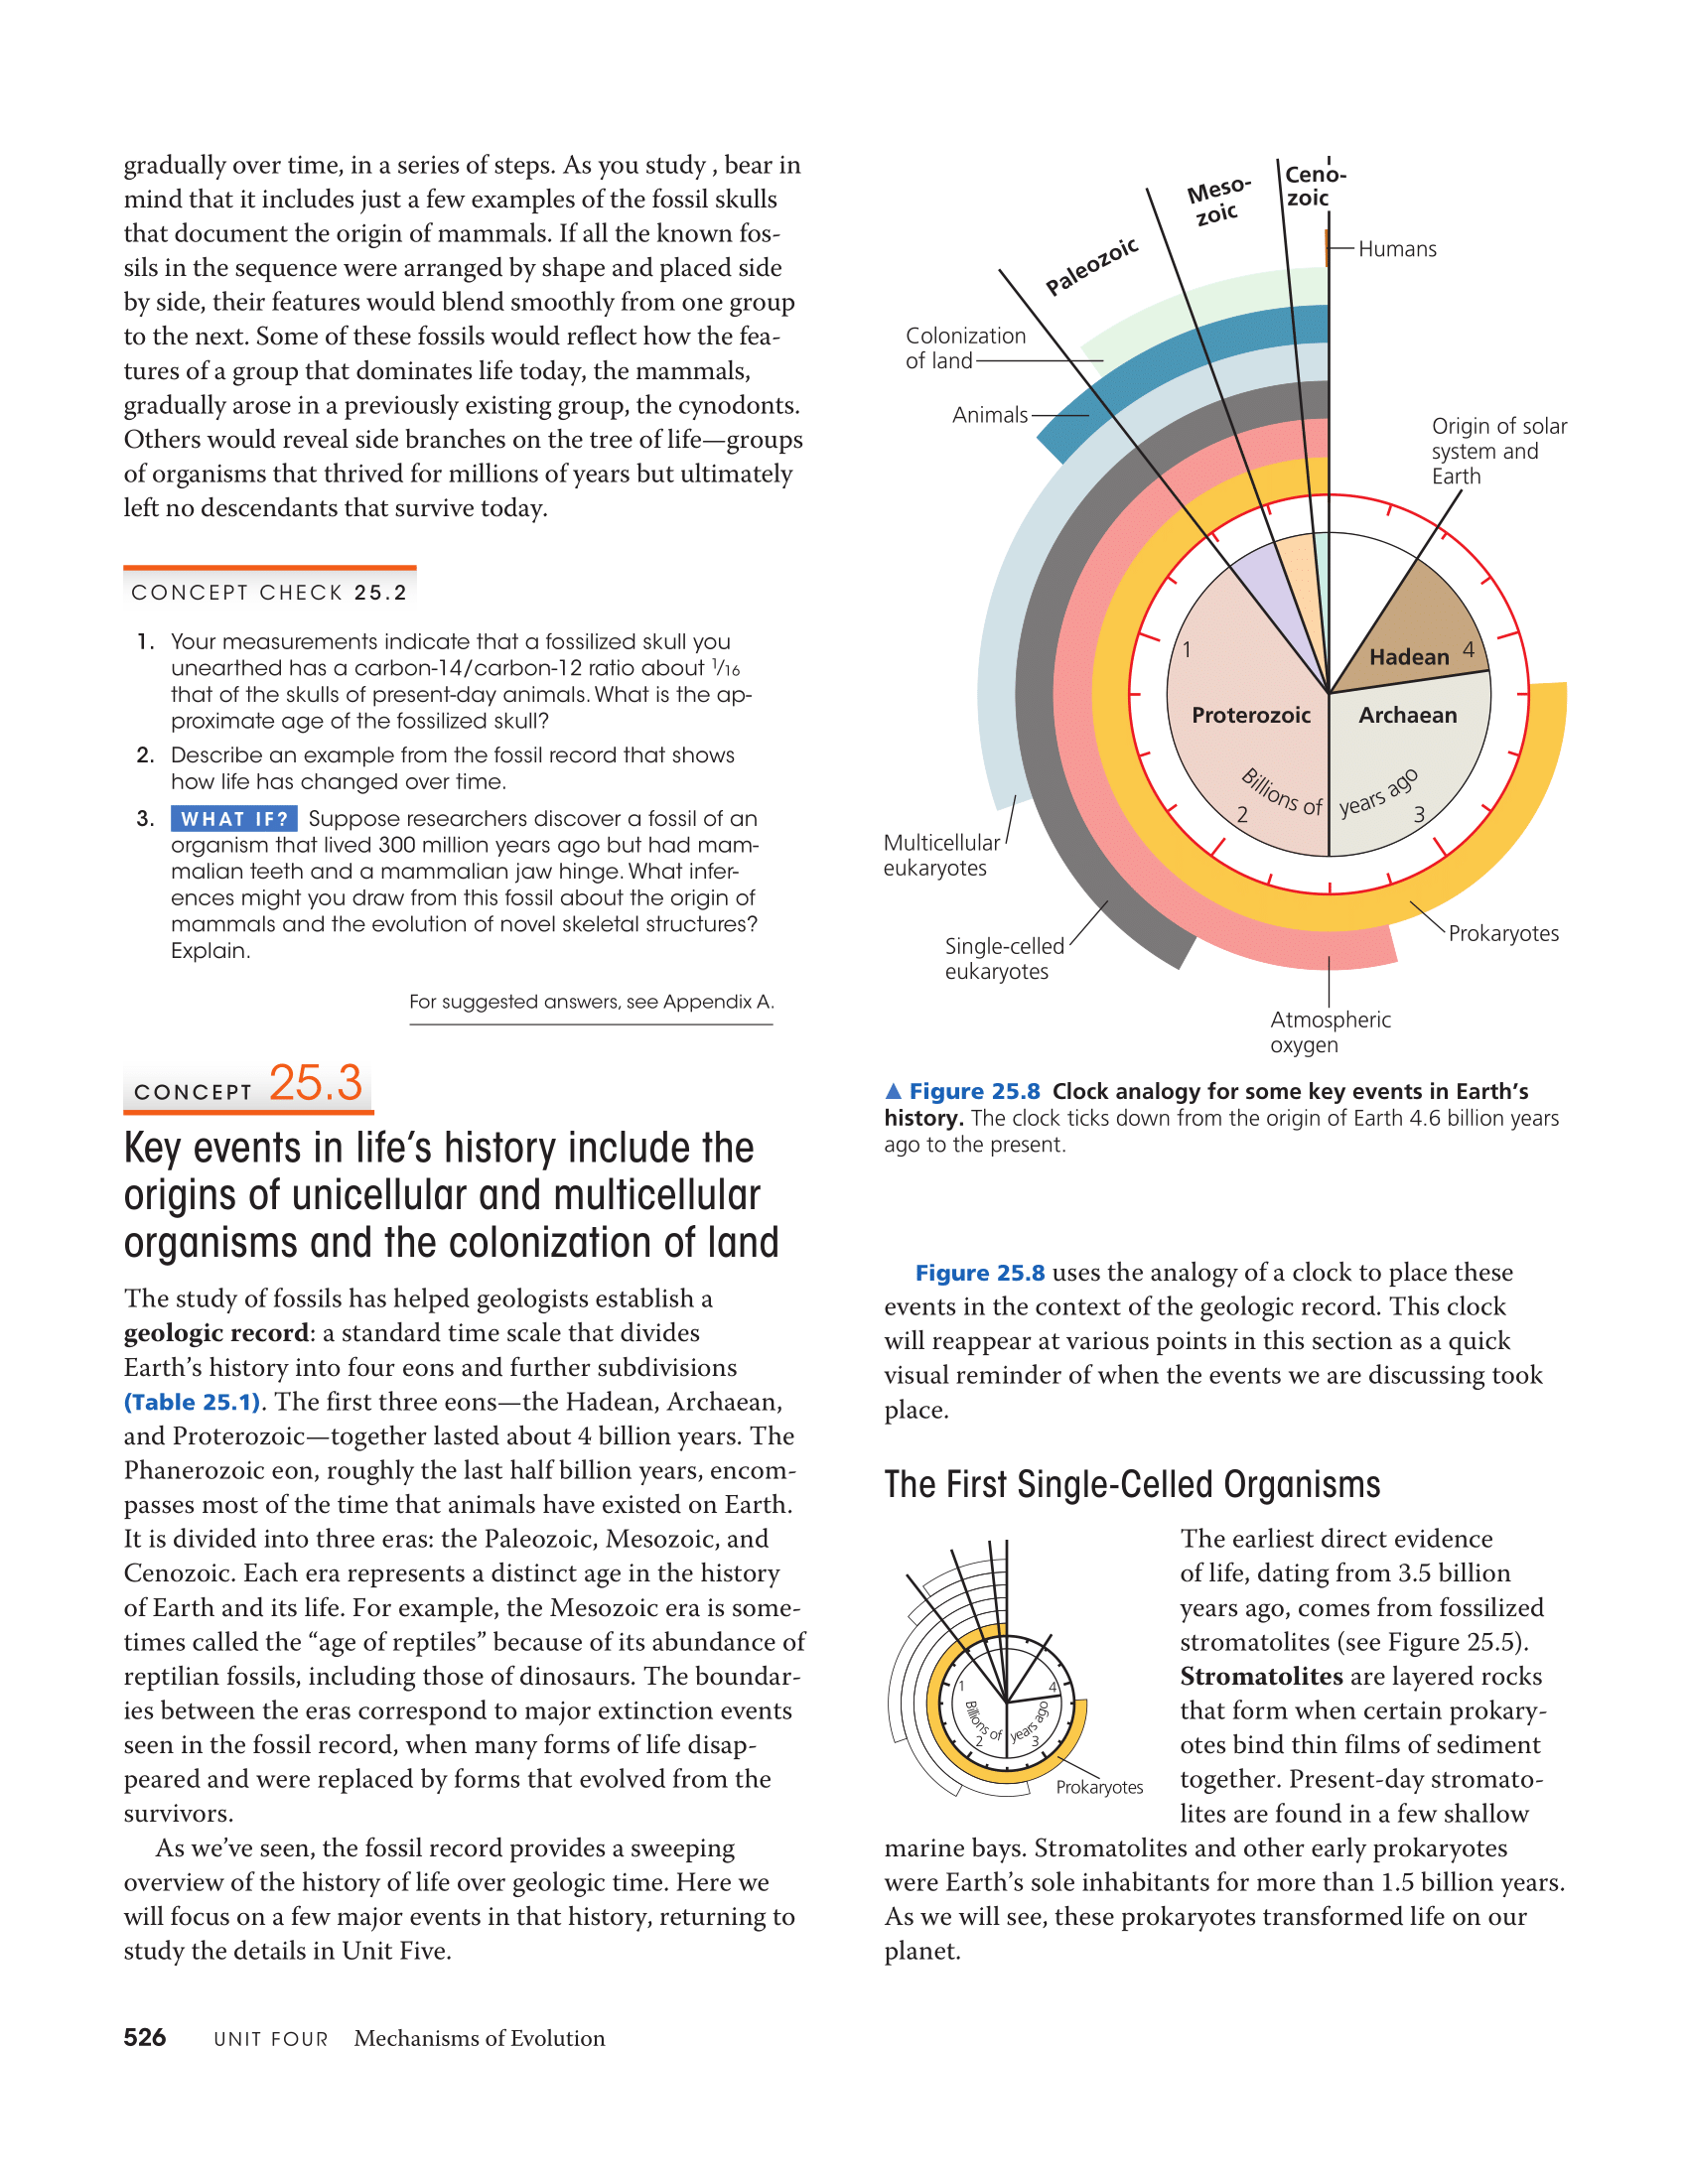 gradually over time, in a series of steps. As you study , bear in
mind that it includes just a few examples of the fossil skulls
that document the origin of mammals. If all the known fos-
sils in the sequence were arranged by shape and placed side
by side, their features would blend smoothly from one group
to the next. Some of these fossils would reflect how the fea-
tures of a group that dominates life today, the mammals,
gradually arose in a previously existing group, the cynodonts.
Others would reveal side branches on the tree of life—groups
of organisms that thrived for millions of years but ultimately
left no descendants that survive today.
CONCEPT CHECK 25.2
1. Your measurements indicate that a fossilized skull you
unearthed has a carbon-14/carbon-12 ratio about 1/16
that of the skulls of present-day animals. What is the ap-
proximate age of the fossilized skull?
2. Describe an example from the fossil record that shows
how life has changed over time.
3. WHAT IF? Suppose researchers discover a fossil of an
organism that lived 300 million years ago but had mam-
malian teeth and a mammalian jaw hinge. What infer-
ences might you draw from this fossil about the origin of
mammals and the evolution of novel skeletal structures?
Explain.
For suggested answers, see Appendix A.
CONCEPT 25.3
Key events in life's history include the
origins of unicellular and multicellular
organisms and the colonization of land
The study of fossils has helped geologists establish a
geologic record: a standard time scale that divides
Earth's history into four eons and further subdivisions
(Table 25.1). The first three eons—the Hadean, Archaean,
and Proterozoic—together lasted about 4 billion years. The
Phanerozoic eon, roughly the last half billion years, encom-
passes most of the time that animals have existed on Earth.
It is divided into three eras: the Paleozoic, Mesozoic, and
Cenozoic. Each era represents a distinct age in the history
of Earth and its life. For example, the Mesozoic era is some-
times called the “age of reptiles” because of its abundance of
reptilian fossils, including those of dinosaurs. The boundar-
ies between the eras correspond to major extinction events
seen in the fossil record, when many forms of life disap-
peared and were replaced by forms that evolved from the
survivors.
As we've seen, the fossil record provides a sweeping
overview of the history of life over geologic time. Here we
will focus on a few major events in that history, returning to
study the details in Unit Five.
Ceno-
zoic
Meso-
zoic
Paleozoic
Humans
Colonization
of land
Animals
Origin of solar
system and
Earth
1
Hadean 4
Proterozoic
Archaean
Billions of years ago
2
3
Multicellular
eukaryotes
Single-celled
eukaryotes
Prokaryotes
Atmospheric
oxygen
▲ Figure 25.8 Clock analogy for some key events in Earth's
history. The clock ticks down from the origin of Earth 4.6 billion years
ago to the present.
Figure 25.8 uses the analogy of a clock to place these
events in the context of the geologic record. This clock
will reappear at various points in this section as a quick
visual reminder of when the events we are discussing took
place.
The First Single-Celled Organisms
1
4
Billions of years ago
2
3
Prokaryotes
The earliest direct evidence
of life, dating from 3.5 billion
years ago, comes from fossilized
stromatolites (see Figure 25.5).
Stromatolites are layered rocks
that form when certain prokary-
otes bind thin films of sediment
together. Present-day stromato-
lites are found in a few shallow
marine bays. Stromatolites and other early prokaryotes
were Earth's sole inhabitants for more than 1.5 billion years.
As we will see, these prokaryotes transformed life on our
planet.
526 UNIT FOUR Mechanisms of Evolution